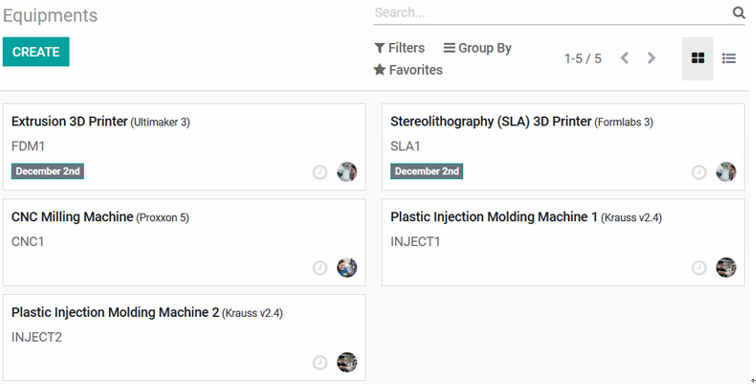 Equipments
Search...
CREATE
Filters
Group By
Favorites
1-5 / 5
Extrusion 3D Printer (Ultimaker 3)
FDM1
December 2nd
Stereolithography (SLA) 3D Printer (Formlabs 3)
SLA1
December 2nd
CNC Milling Machine (Proxxon 5)
CNC1
Plastic Injection Molding Machine 1 (Krauss v2.4)
INJECT1
Plastic Injection Molding Machine 2 (Krauss v2.4)
INJECT2